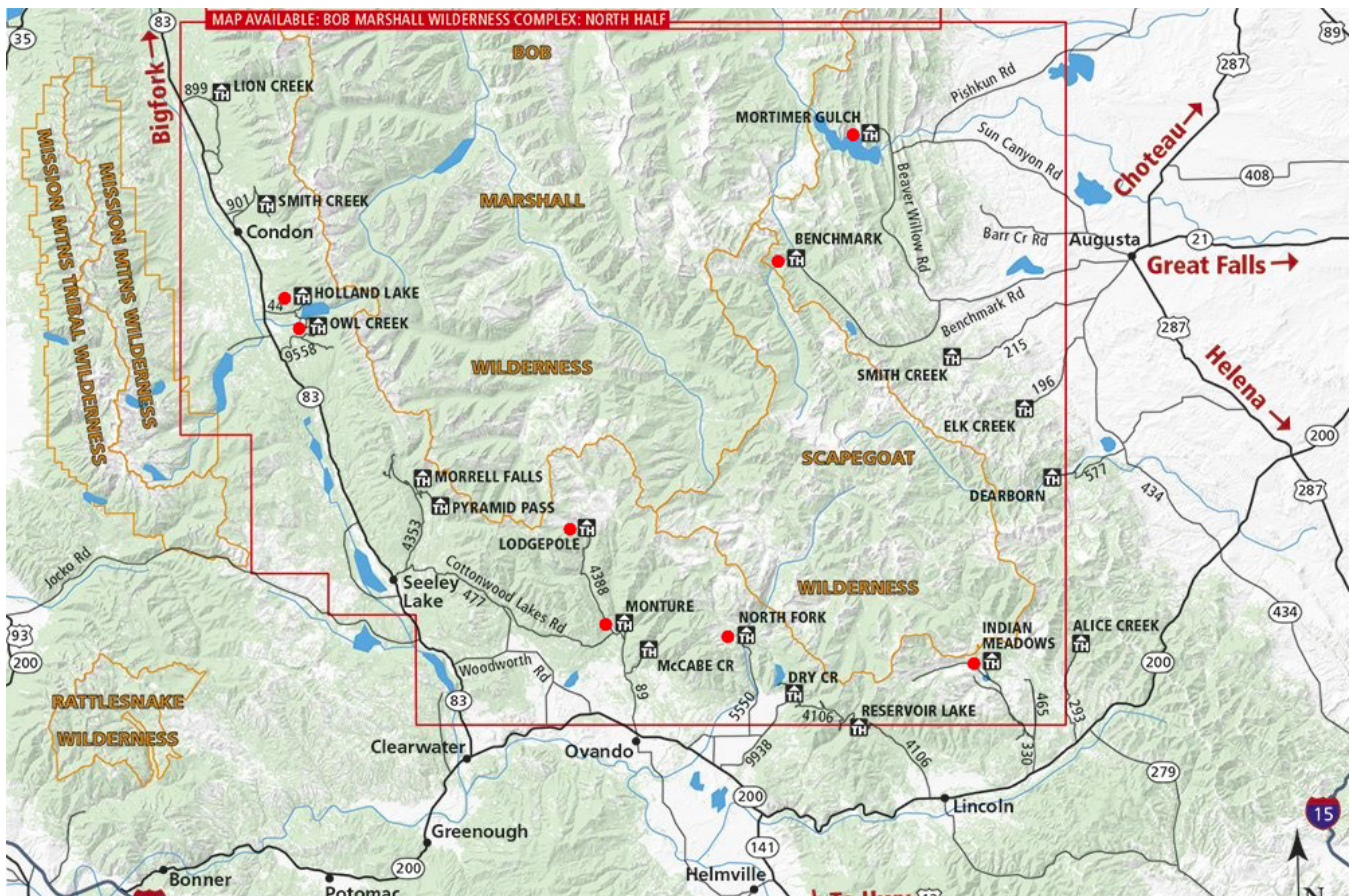 MAP AVAILABLE: BOB MARSHALL WILDERNESS COMPLEX: NORTH HALF
35
83
89
Bigfork
BOB
899
LION CREEK
287
Pishkun Rd
MORTIMER GULCH
TH
Sun Canyon Rd
Choteau
408
MISSION MTNS TRIBAL WILDERNESS
MISSION MTNS WILDERNESS
901
SMITH CREEK
Condon
MARSHALL
Beaver Willow Rd
BENCHMARK
Barr Cr Rd
Augusta
21
Great Falls
44
HOLLAND LAKE
OWL CREEK
9558
Benchmark Rd
287
215
SMITH CREEK
WILDERNESS
83
196
ELK CREEK
Helena
200
SCAPEGOAT
MORRELL FALLS
PYRAMID PASS
DEARBORN
577
434
287
LODGEPOLE
4353
Jocko Rd
Seeley
Lake
477
Cottonwood Lakes Rd
4388
WILDERNESS
MONTURE
NORTH FORK
INDIAN
MEADOWS
ALICE CREEK
434
93
200
McCABE CR
Woodworth Rd
DRY CR
200
RATTLESNAKE
WILDERNESS
83
89
5550
4106
RESERVOIR LAKE
465
293
Clearwater
Ovando
9938
4106
330
279
200
Lincoln
15
Greenough
141
200
Bonner
Potomac
Helmville